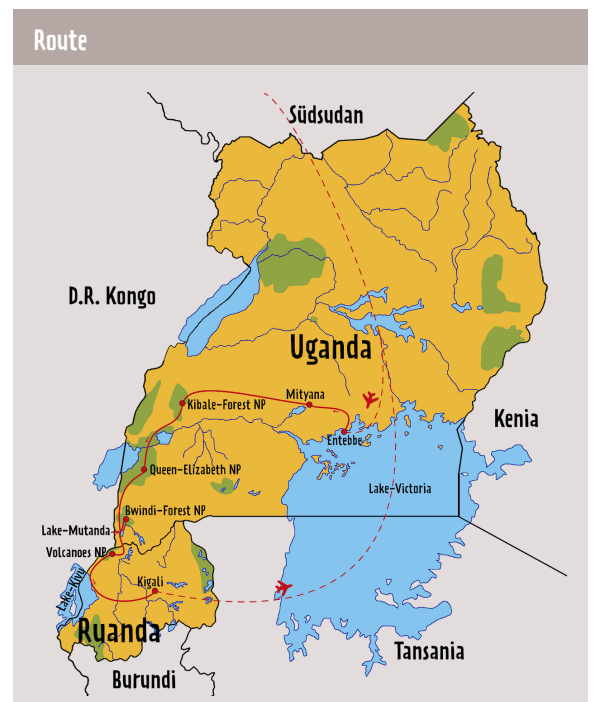 Route
Südsudan
D.R. Kongo
Uganda
Mityana
Kibale-Forest NP
Kenia
Entebbe
Queen-Elizabeth NP
Lake-Victoria
Bwindi-Forest NP
Lake-Mutanda
Volcanoes NP
Lake-Kivu
Kigali
Ruanda
Tansania
Burundi